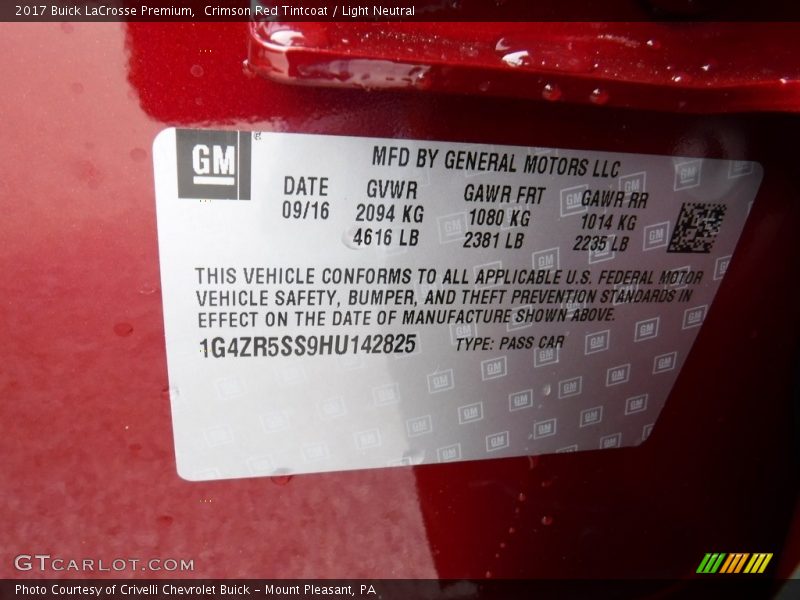 2017 Buick LaCrosse Premium,  Crimson Red Tintcoat / Light Neutral
GM
MFD BY GENERAL MOTORS LLC
DATE GVWR GAWR FRT GAWR RR
09/16 2094 KG 1080 KG 1014 KG
4616 LB 2381 LB 2235 LB
THIS VEHICLE CONFORMS TO ALL APPLICABLE U.S. FEDERAL MOTOR
VEHICLE SAFETY, BUMPER, AND THEFT PREVENTION STANDARDS IN
EFFECT ON THE DATE OF MANUFACTURE SHOWN ABOVE.
1G4ZR5SS9HU142825 TYPE: PASS CAR
GTCARLOT.COM
Photo Courtesy of Crivelli Chevrolet Buick – Mount Pleasant, PA